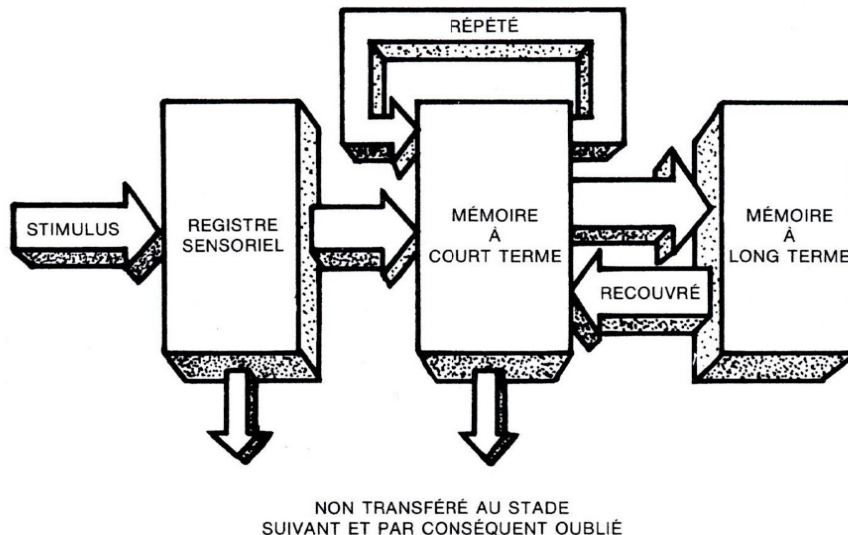 RÉPÉTÉ
STIMULUS
REGISTRE
SENSORIEL
MÉMOIRE
À
COURT TERME
RECOUVRÉ
MÉMOIRE
À
LONG TERME
NON TRANSFÉRÉ AU STADE
SUIVANT ET PAR CONSÉQUENT OUBLIÉ